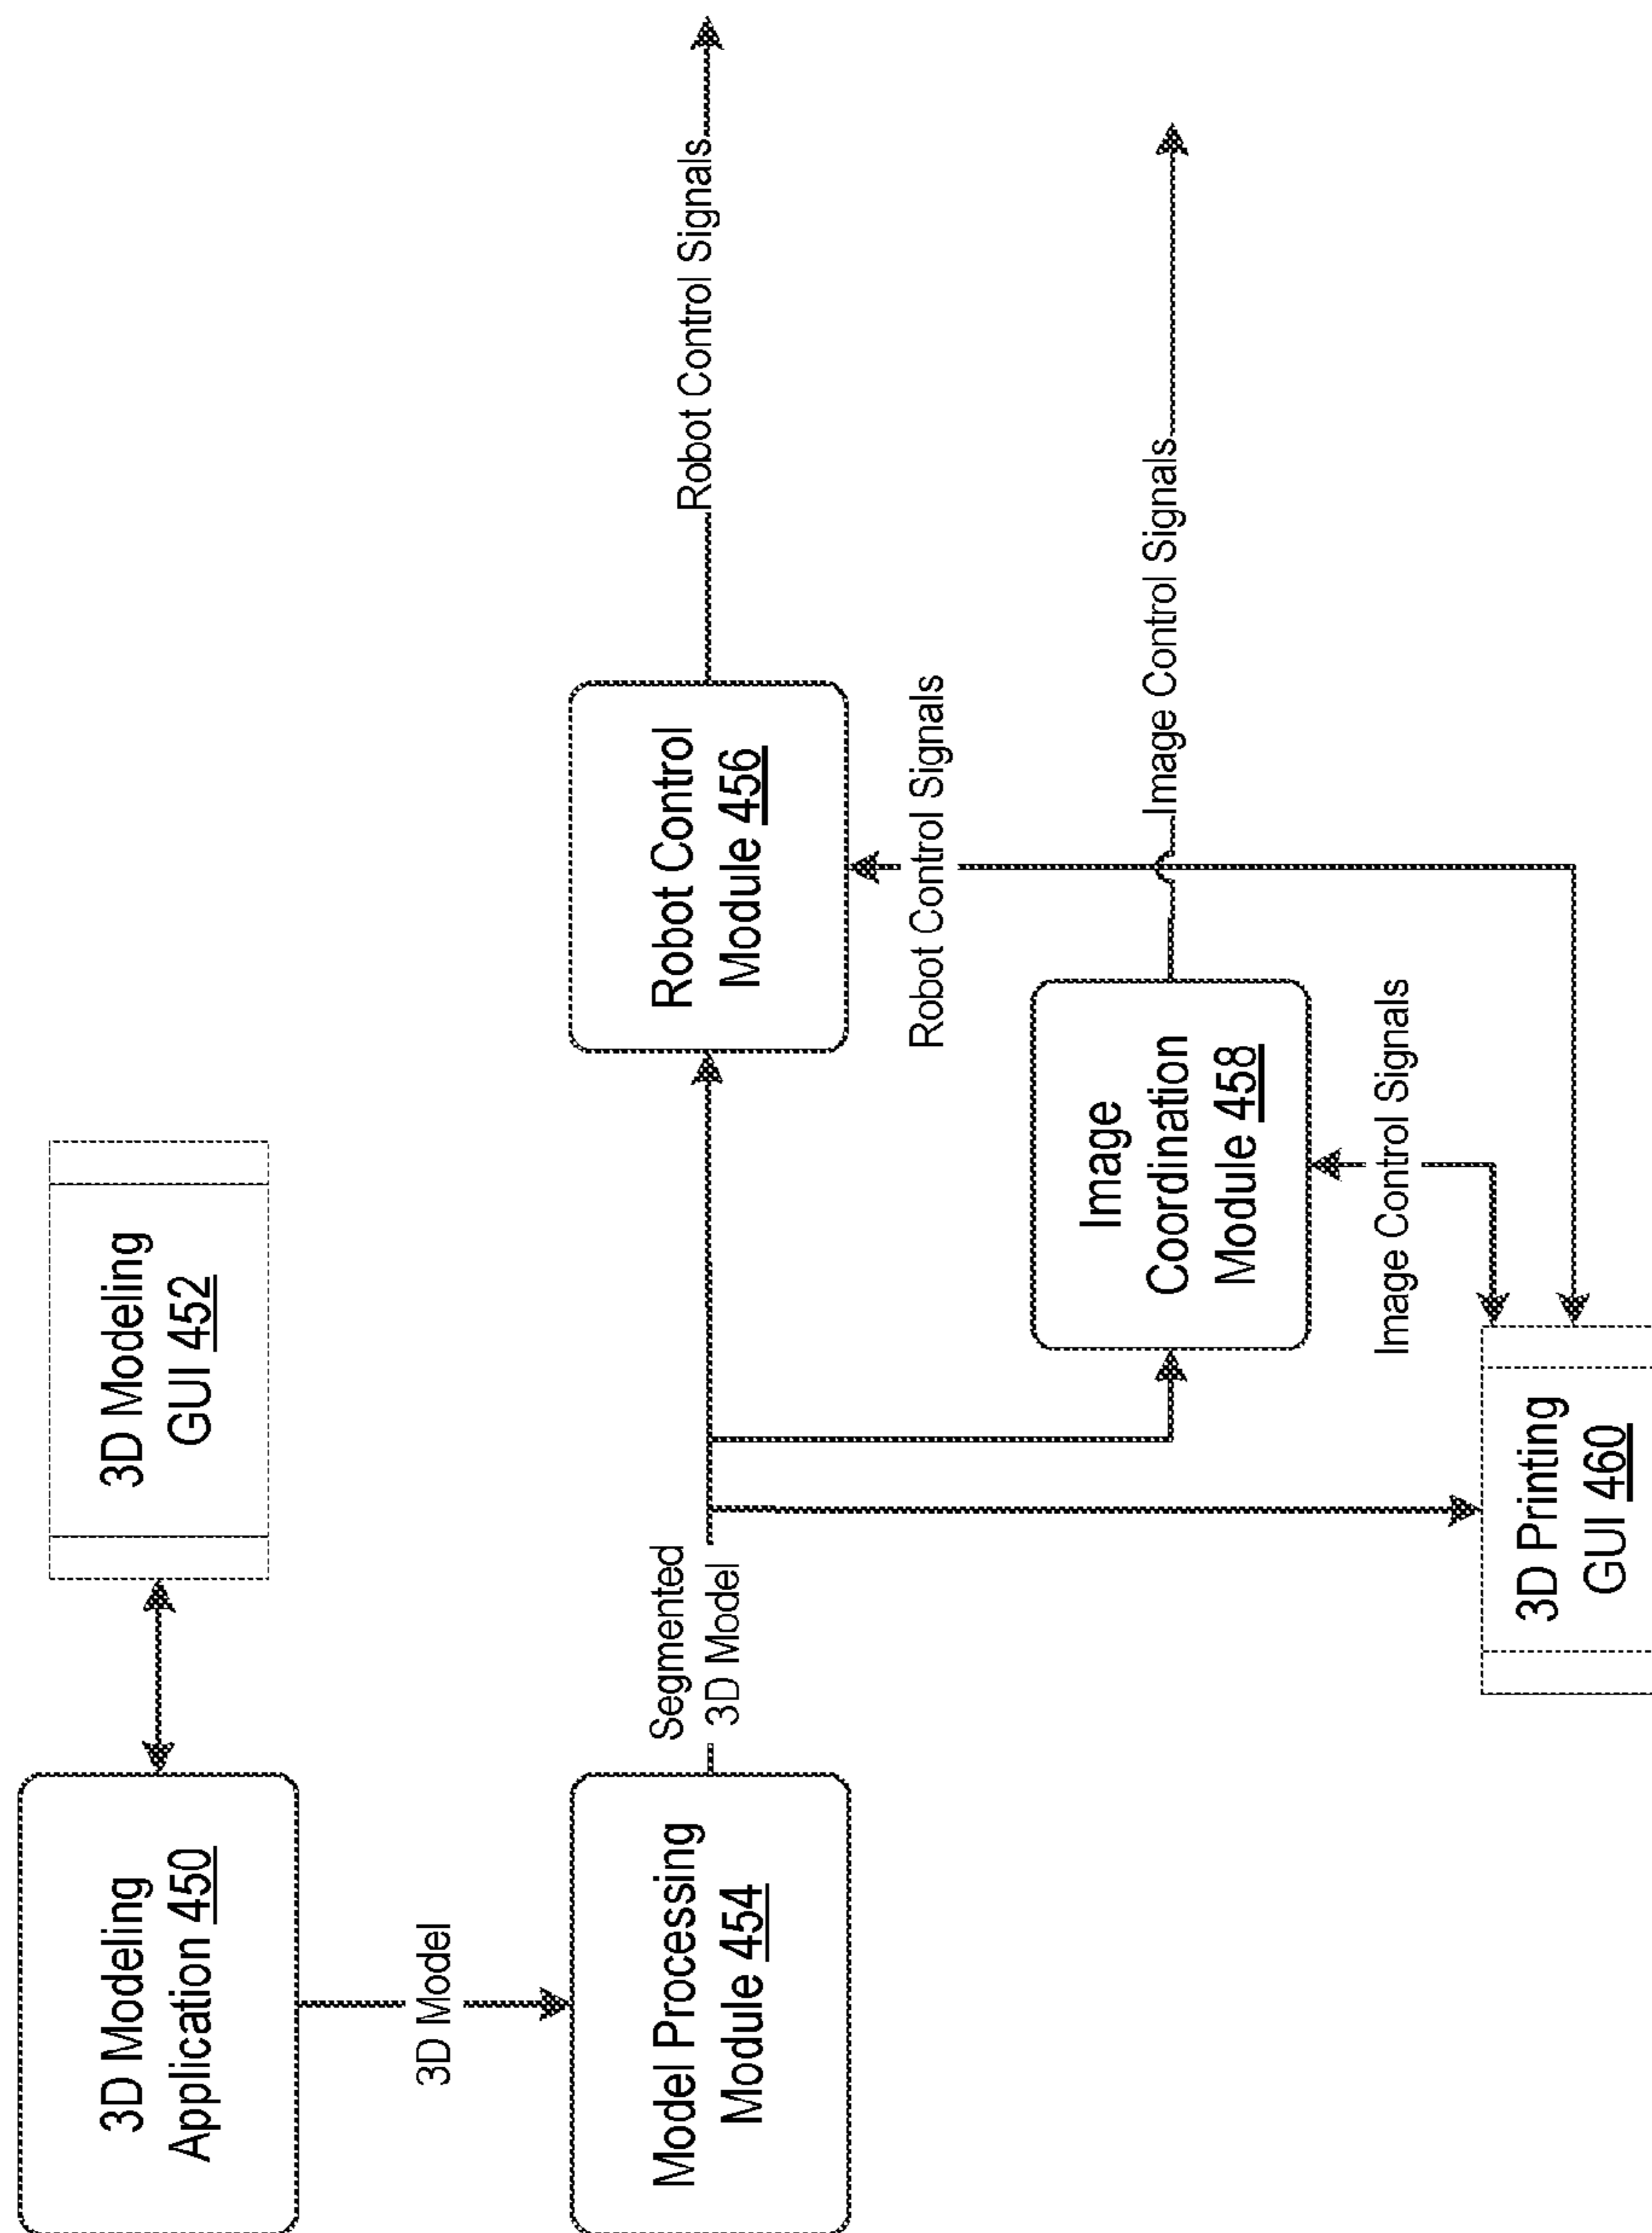 3D Modeling
Application 450
3D Modeling
GUI 452
3D Model
Model Processing
Module 454
Segmented
3D Model
Robot Control
Module 456
Robot Control Signals
Robot Control Signals
Image
Coordination
Module 458
Image Control Signals
Image Control Signals
3D Printing
GUI 460